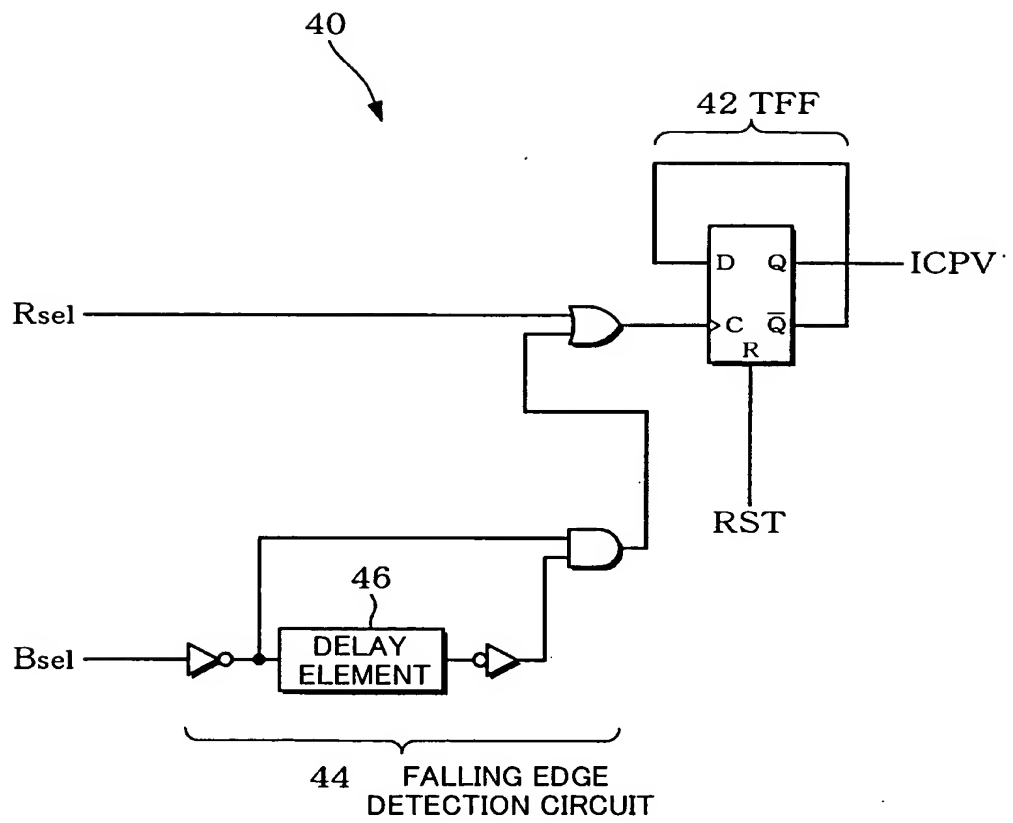 40
42 TFF
D Q
ICPV
Rsel
C Q̅
R
RST
46
Bsel
DELAY
ELEMENT
44 FALLING EDGE
DETECTION CIRCUIT